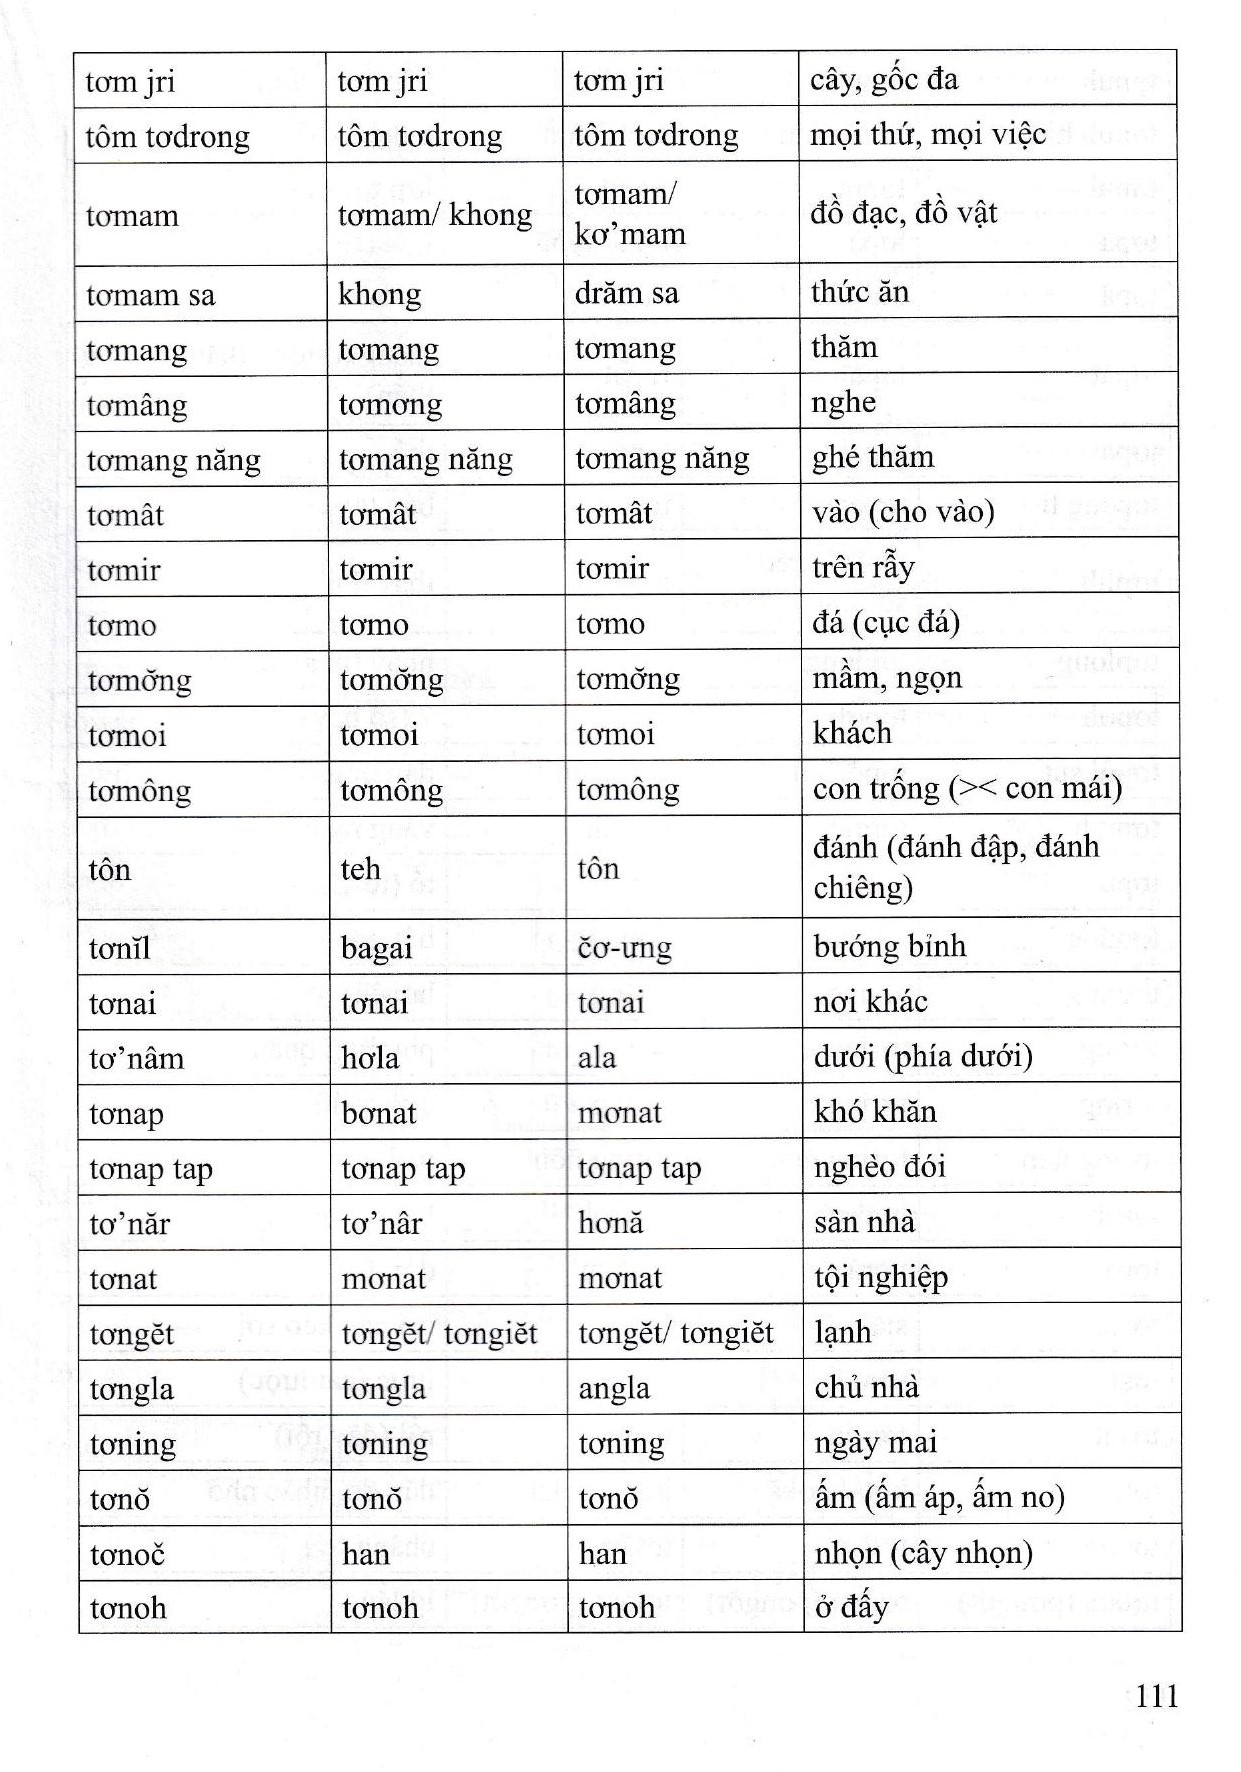 tơm jri tơm jri tơm jri cây, gốc đa
tôm tơdrong tôm tơdrong tôm tơdrong mọi thứ, mọi việc
tơmam tơmam/ khong tơmam/ kơ’mam đồ đạc, đồ vật
tơmam sa khong drăm sa thức ăn
tơmang tơmang tơmang thăm
tơmâng tơmơng tơmâng nghe
tơmang năng tơmang năng tơmang năng ghé thăm
tơmât tơmât tơmât vào (cho vào)
tơmir tơmir tơmir trên rẫy
tơmo tơmo tơmo đá (cục đá)
tơmơ̆ng tơmơ̆ng tơmơ̆ng mầm, ngọn
tơmoi tơmoi tơmoi khách
tơmông tơmông tơmông con trống (>< con mái)
tôn teh tôn đánh (đánh đập, đánh
chiêng)
tơnĭl bagai čơ-ưng bướng bỉnh
tơnai tơnai tơnai nơi khác
tơ’nâm hơla ala dưới (phía dưới)
tơnap bơnat mơnat khó khăn
tơnap tap tơnap tap tơnap tap nghèo đói
tơ’năr tơ’nâr hơnă sàn nhà
tơnat mơnat mơnat tội nghiệp
tơngĕt tơngĕt/ tơngiĕt tơngĕt/ tơngiĕt lạnh
tơngla tơngla angla chủ nhà
tơning tơning tơning ngày mai
tơnŏ tơnŏ tơnŏ ấm (ấm áp, ấm no)
tơnoč han han nhọn (cây nhọn)
tơnoh tơnoh tơnoh ở đấy
111